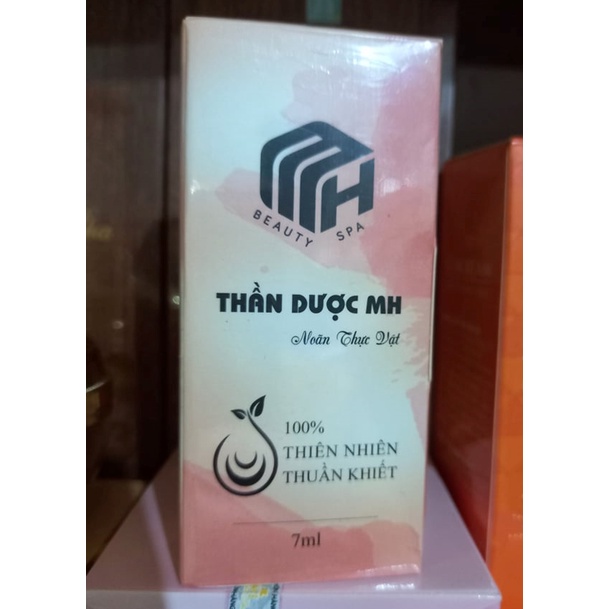 MH
BEAUTY SPA
THẦN DƯỢC MH
Noãn Thực Vật
100%
THIÊN NHIÊN
THUẦN KHIẾT
7ml